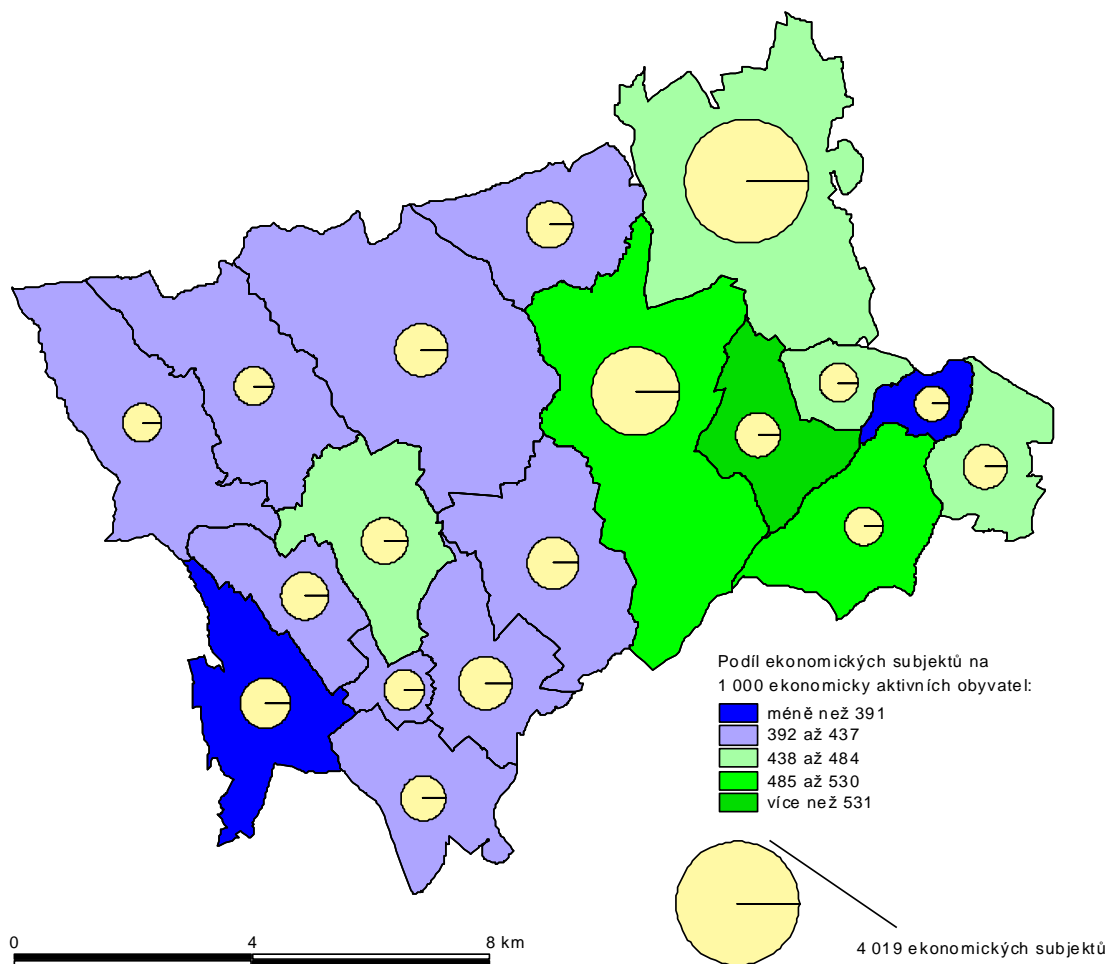 Podíl ekonomických subjektů na
1 000 ekonomicky aktivních obyvatel:
méně než 391
392 až 437
438 až 484
485 až 530
více než 531
0 4 8 km
4 019 ekonomických subjektů